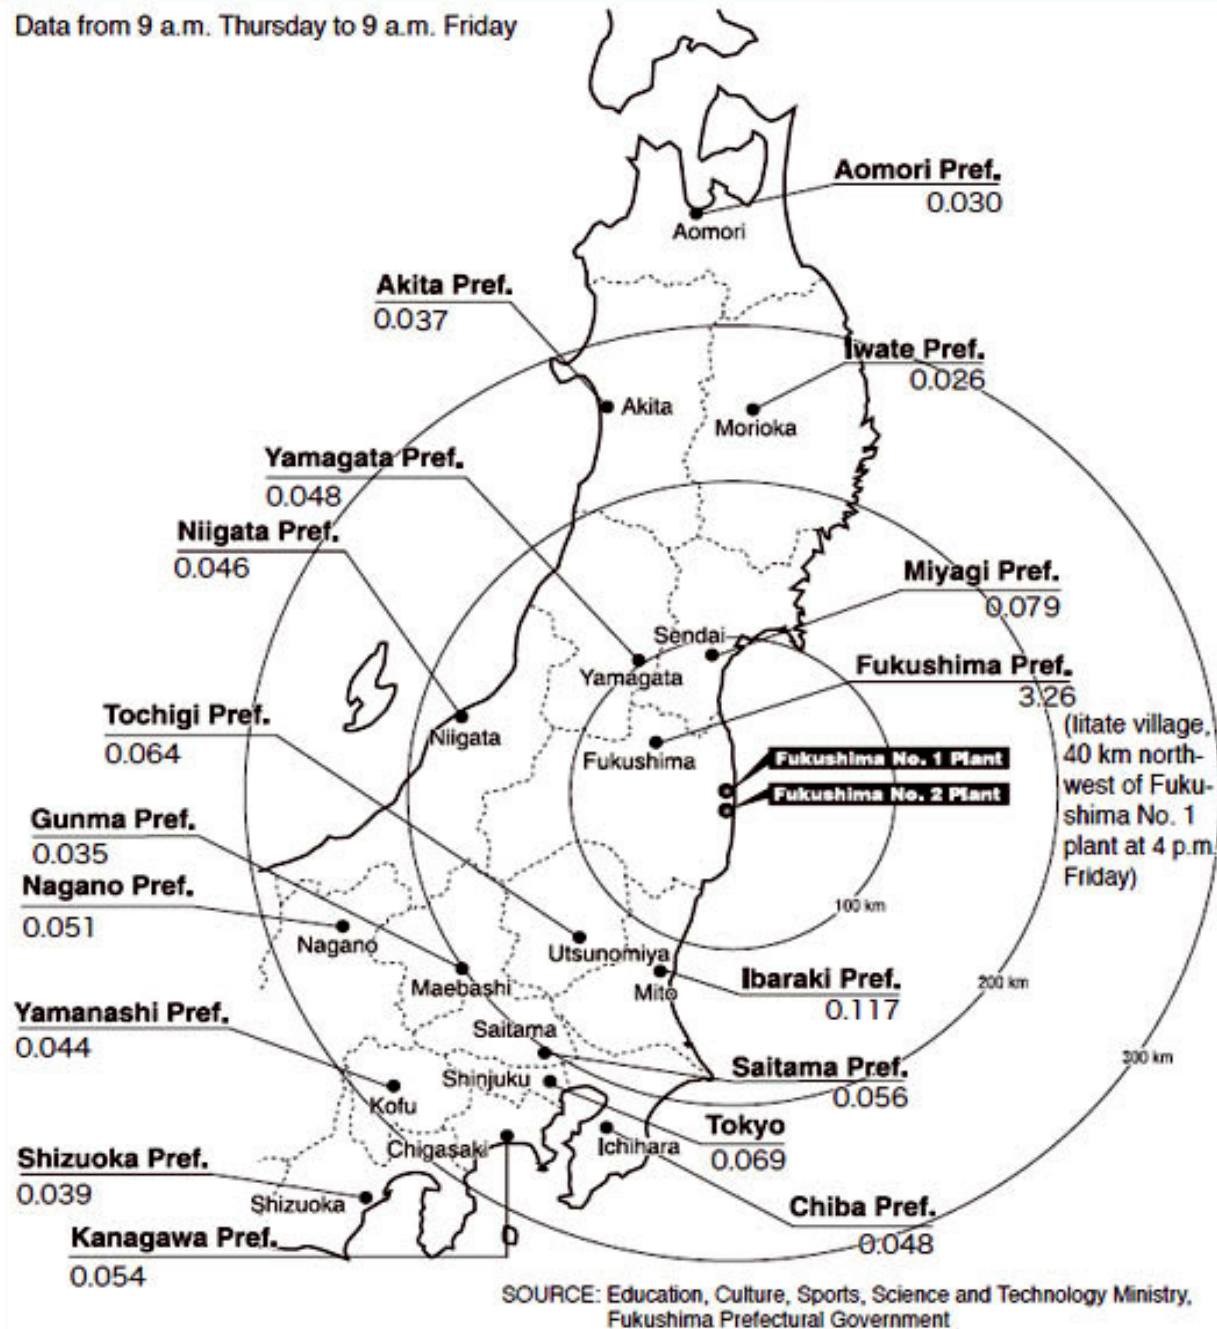 Data from 9 a.m. Thursday to 9 a.m. Friday
Aomori Pref.
0.030
Aomori
Akita Pref.
0.037
Iwate Pref.
0.026
Akita
Morioka
Yamagata Pref.
0.048
Niigata Pref.
0.046
Miyagi Pref.
0.079
Sendai
Yamagata
Fukushima Pref.
3.26
(Iitate village,
40 km north-
west of Fuku-
shima No. 1
plant at 4 p.m.
Friday)
Tochigi Pref.
0.064
Niigata
Fukushima
Fukushima No. 1 Plant
Fukushima No. 2 Plant
Gunma Pref.
0.035
Nagano Pref.
0.051
100 km
Nagano
Utsunomiya
Maebashi
Mito
Ibaraki Pref.
0.117
200 km
Yamanashi Pref.
0.044
Saitama
300 km
Saitama Pref.
0.056
Shinjuku
Kofu
Tokyo
0.069
Chigasaki
Ichihara
Shizuoka Pref.
0.039
Shizuoka
Chiba Pref.
0.048
Kanagawa Pref.
0.054
SOURCE: Education, Culture, Sports, Science and Technology Ministry,
Fukushima Prefectural Government